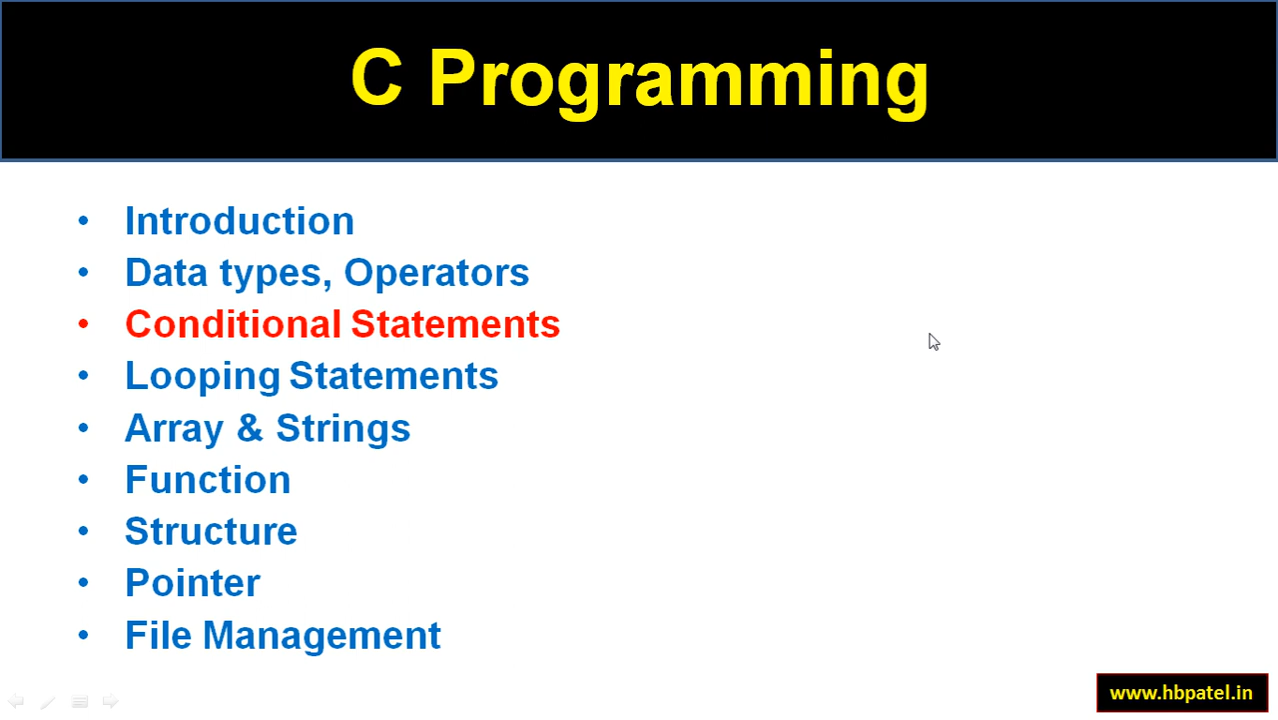 C Programming
• Introduction
• Data types, Operators
• Conditional Statements
• Looping Statements
• Array & Strings
• Function
• Structure
• Pointer
• File Management
www.hbpatel.in